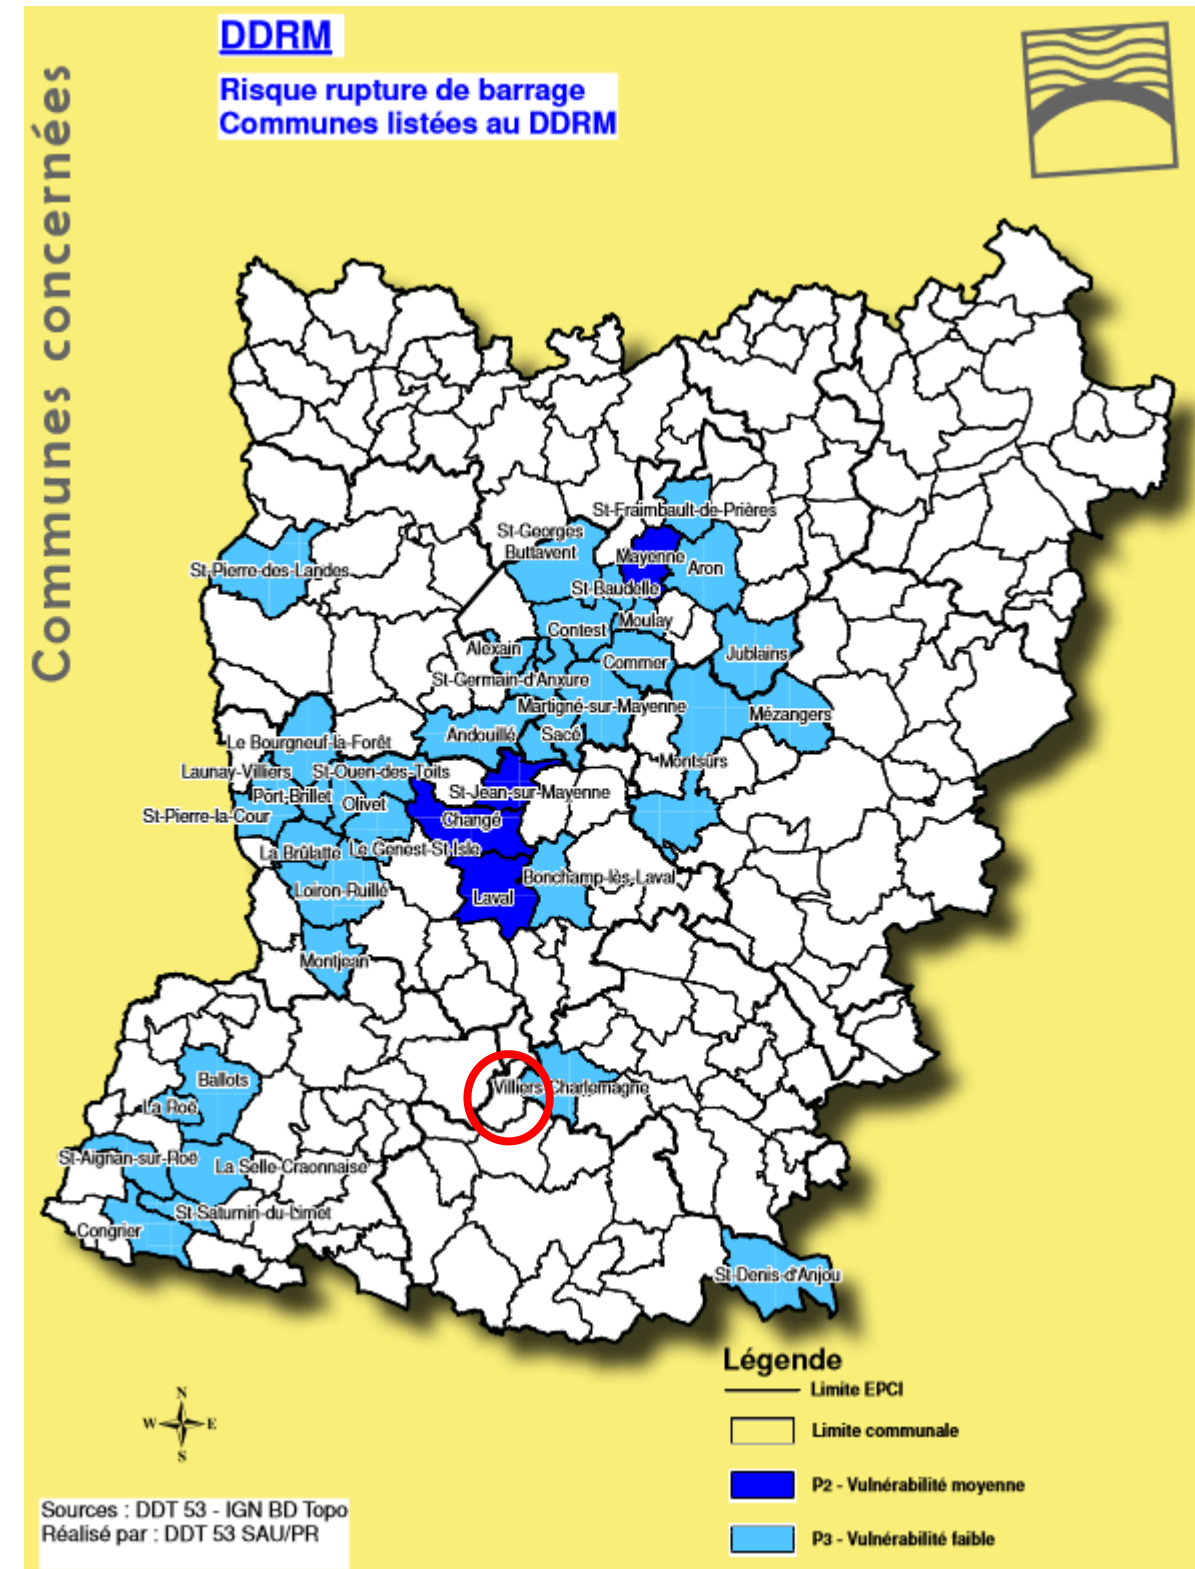 Communes concernées
DDRM
Risque rupture de barrage
Communes listées au DDRM
St-Fraimbault-de-Prières
St-Georges
Buttavent
Mayenne
Aron
St-Pierre-des-Landes
St-Baudelle
Moulay
Contest
Alexain
Commer
Jublains
St-Germain-d'Anxure
Martigné-sur-Mayenne
Mézangers
Andouillé
Sacé
Le Bourgneuf-la-Forêt
Montsûrs
Launay-Villiers
St-Ouen-des-Toits
St-Jean-sur-Mayenne
Port-Brillet
Olivet
St-Pierre-la-Cour
Changé
La Brûlatte
Le Genest-St-Isle
Bonchamp-lès-Laval
Loiron-Ruillé
Laval
Montjean
Ballots
Villiers-Charlemagne
La Roë
St-Aignan-sur-Roë
La Selle-Craonnaise
St-Saturnin-du-Limet
Congrier
St-Denis-d'Anjou
Légende
Limite EPCI
Limite communale
P2 - Vulnérabilité moyenne
P3 - Vulnérabilité faible
N
W
E
S
Sources : DDT 53 - IGN BD Topo
Réalisé par : DDT 53 SAU/PR